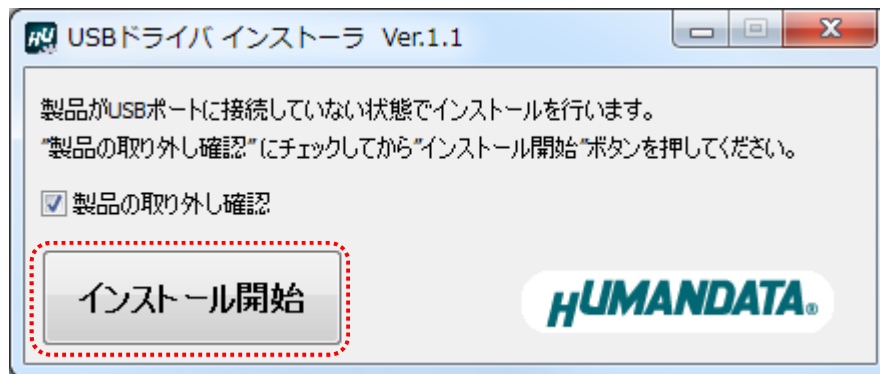 HU USBドライバ インストーラ Ver.1.1
製品がUSBポートに接続していない状態でインストールを行います。
"製品の取り外し確認"にチェックしてから"インストール開始"ボタンを押してください。
製品の取り外し確認
インストール開始
HUMANDATA®